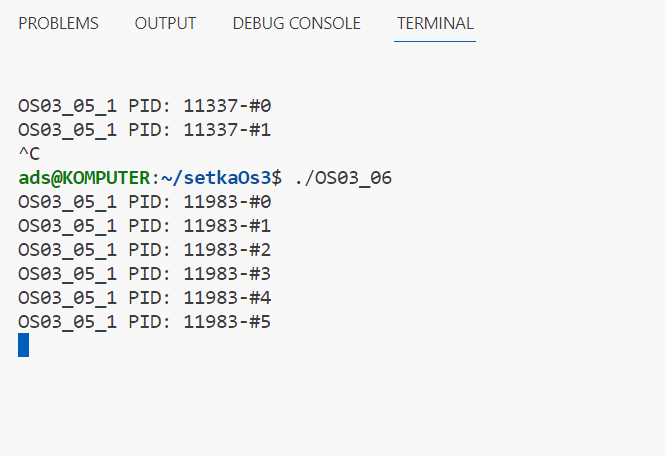 PROBLEMS OUTPUT DEBUG CONSOLE TERMINAL
OS03_05_1 PID: 11337-#0
OS03_05_1 PID: 11337-#1
^C
ads@KOMPUTER:~/setkaOs3$ ./OS03_06
OS03_05_1 PID: 11983-#0
OS03_05_1 PID: 11983-#1
OS03_05_1 PID: 11983-#2
OS03_05_1 PID: 11983-#3
OS03_05_1 PID: 11983-#4
OS03_05_1 PID: 11983-#5